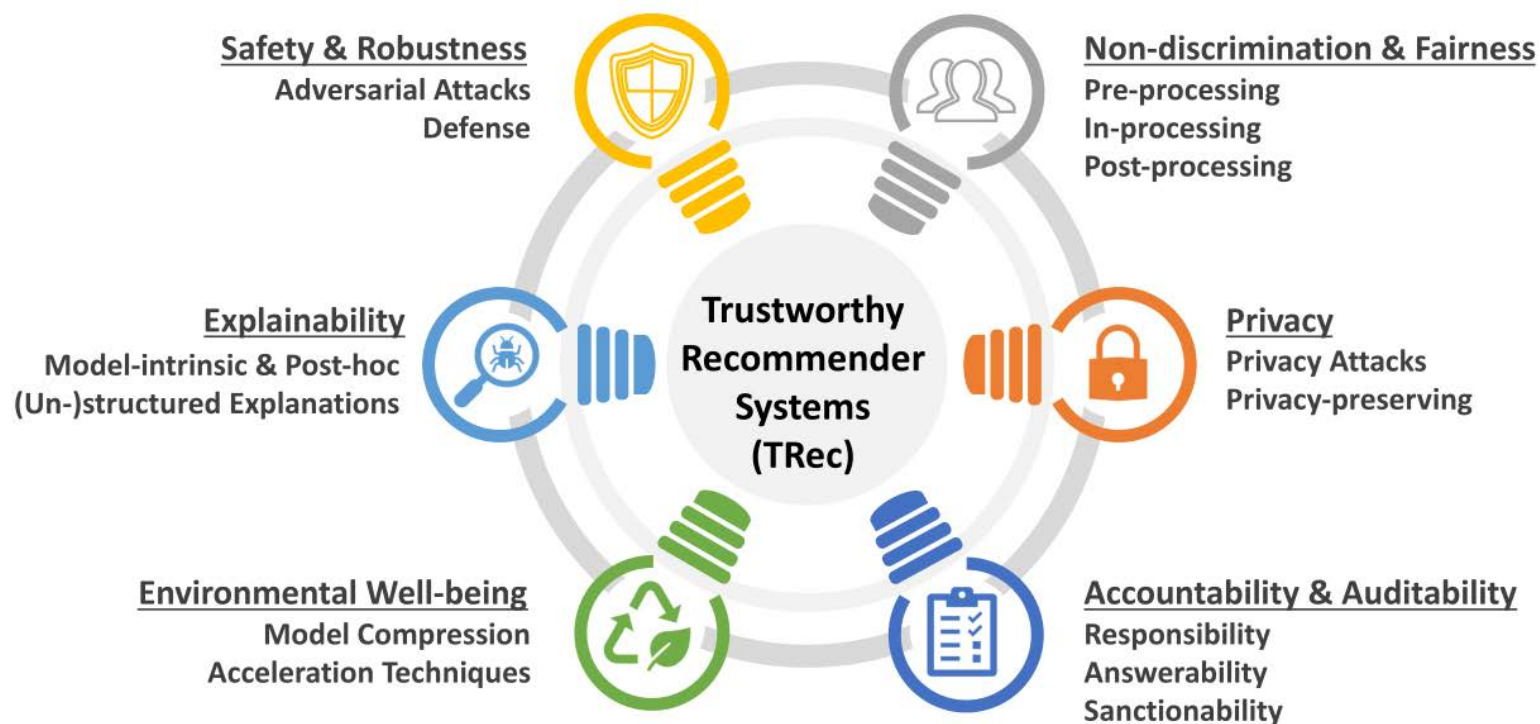 Safety & Robustness
Adversarial Attacks
Defense
Non-discrimination & Fairness
Pre-processing
In-processing
Post-processing
Explainability
Model-intrinsic & Post-hoc
(Un-)structured Explanations
Trustworthy
Recommender
Systems
(TRec)
Privacy
Privacy Attacks
Privacy-preserving
Environmental Well-being
Model Compression
Acceleration Techniques
Accountability & Auditability
Responsibility
Answerability
Sanctionability